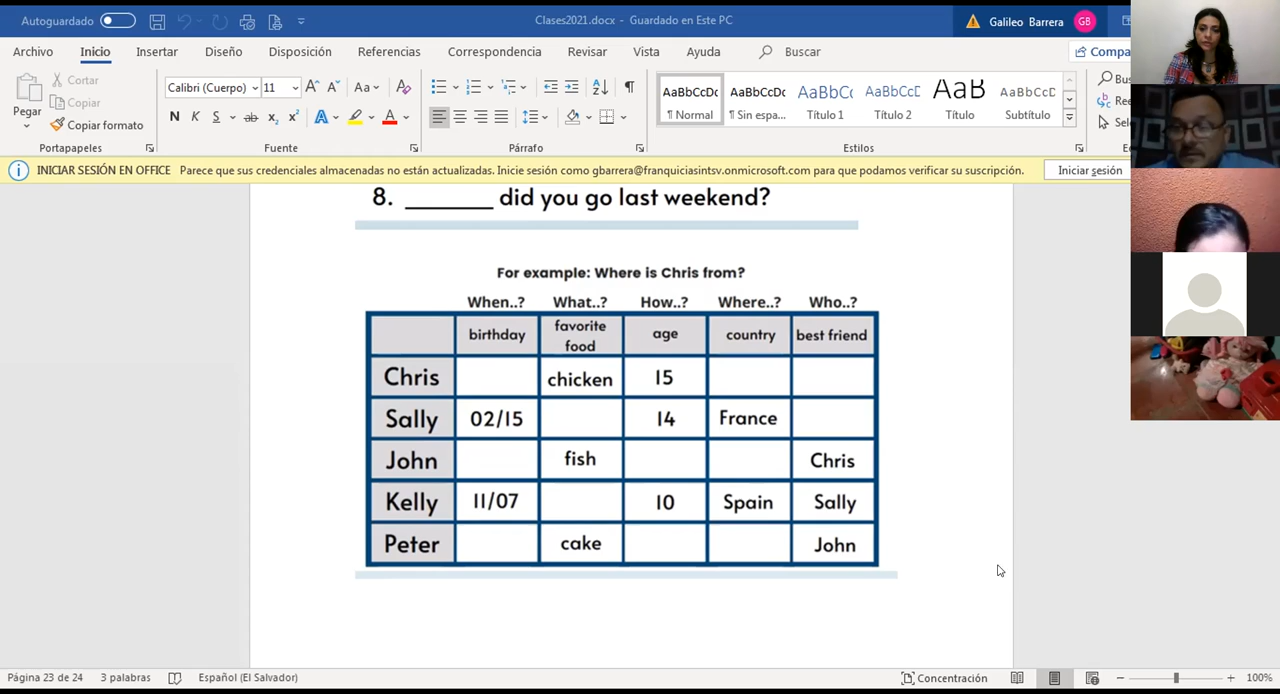 Autoguardado
Clases2021.docx - Guardado en Este PC
Galileo Barrera
GB
Archivo Inicio Insertar Diseño Disposición Referencias Correspondencia Revisar Vista Ayuda Buscar
Pegar
Cortar
Copiar
Copiar formato
Portapapeles
Calibri (Cuerpo) 11
Aa
N K S ab x₂ x² A A
Fuente
Párrafo
AaBbCcDc AaBbCcDc AaBbCc AaBbCcD AaB AaBbCcD
¶ Normal ¶ Sin espa... Título 1 Título 2 Título Subtítulo
Estilos
INICIAR SESIÓN EN OFFICE Parece que sus credenciales almacenadas no están actualizadas. Inicie sesión como gbarrera@franquiciasintsv.onmicrosoft.com para que podamos verificar su suscripción. Iniciar sesión
8. _______ did you go last weekend?
For example: Where is Chris from?
When..? What..? How..? Where..? Who..?
birthday favorite food age country best friend
Chris chicken 15
Sally 02/15 14 France
John fish Chris
Kelly 11/07 10 Spain Sally
Peter cake John
Página 23 de 24 3 palabras Español (El Salvador) Concentración 100%